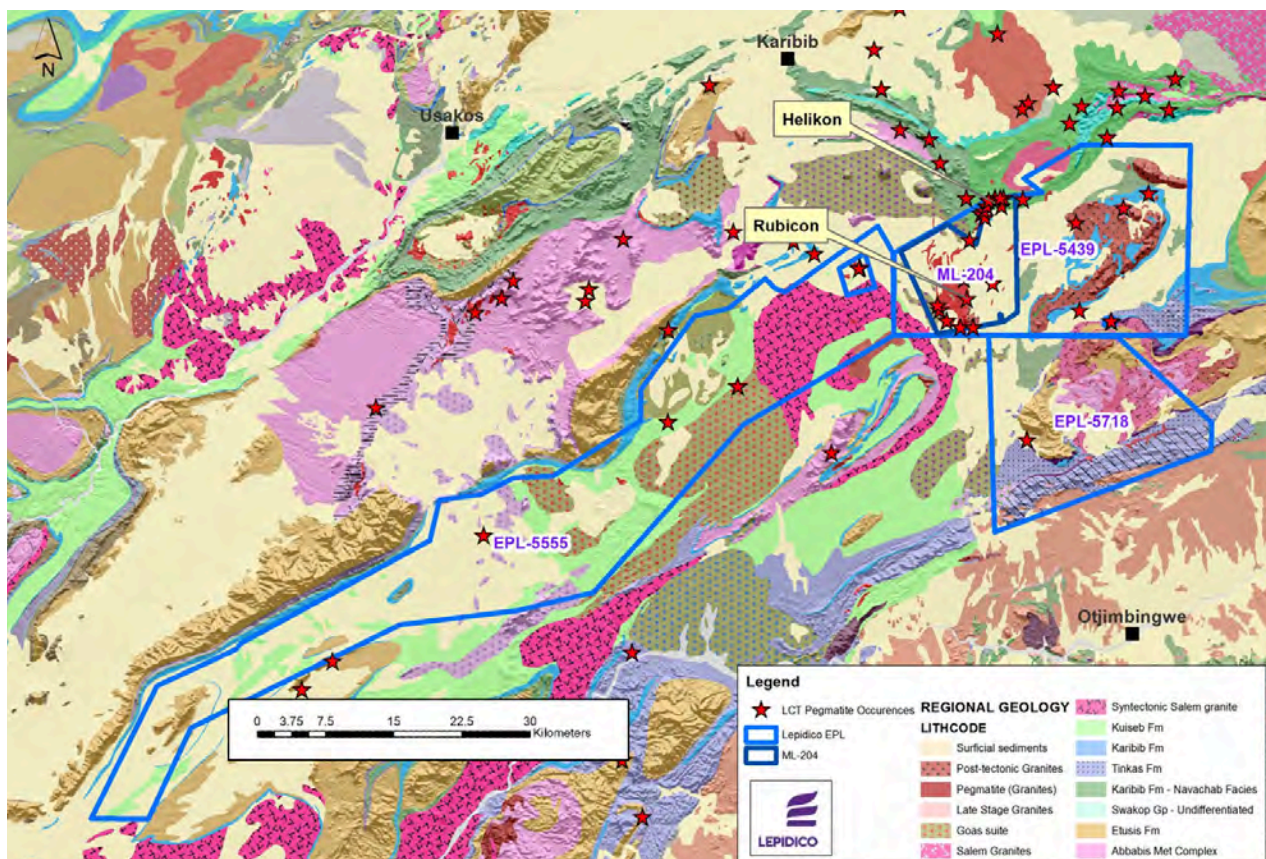 N
Karibib
Usakos
Helikon
Rubicon
EPL-5439
ML-204
EPL-5718
EPL-5555
Otjimbingwe
0 3.75 7.5 15 22.5 30
Kilometers
Legend
LCT Pegmatite Occurences
Lepidico EPL
ML-204
LEPIDICO
REGIONAL GEOLOGY
LITHCODE
Surficial sediments
Post-tectonic Granites
Pegmatite (Granites)
Late Stage Granites
Goas suite
Salem Granites
Syntectonic Salem granite
Kuiseb Fm
Karibib Fm
Tinkas Fm
Karibib Fm - Navachab Facies
Swakop Gp - Undifferentiated
Etusis Fm
Abbabis Met Complex